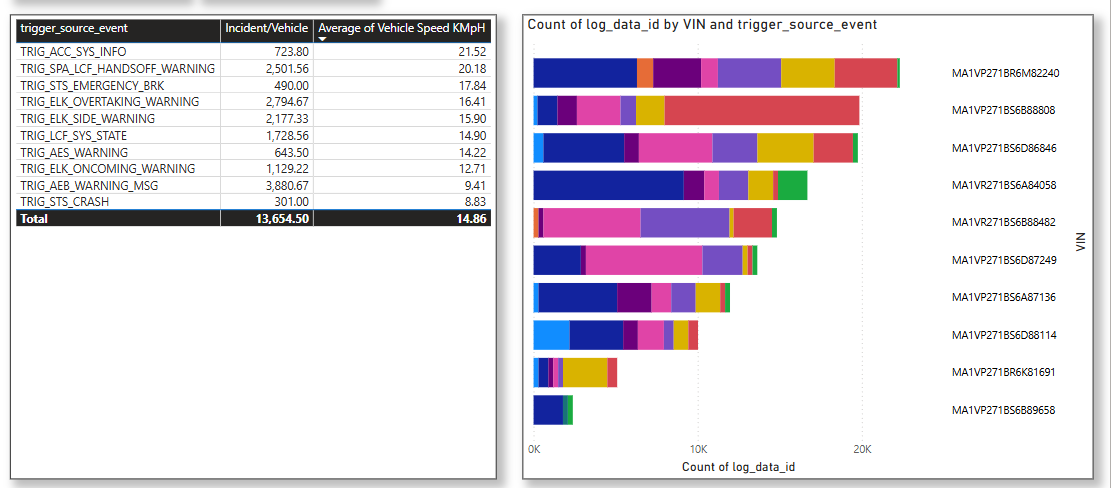 trigger_source_event Incident/Vehicle Average of Vehicle Speed KMpH
TRIG_ACC_SYS_INFO 723.80 21.52
TRIG_SPA_LCF_HANDSOFF_WARNING 2,501.56 20.18
TRIG_STS_EMERGENCY_BRK 490.00 17.84
TRIG_ELK_OVERTAKING_WARNING 2,794.67 16.41
TRIG_ELK_SIDE_WARNING 2,177.33 15.90
TRIG_LCF_SYS_STATE 1,728.56 14.90
TRIG_AES_WARNING 643.50 14.22
TRIG_ELK_ONCOMING_WARNING 1,129.22 12.71
TRIG_AEB_WARNING_MSG 3,880.67 9.41
TRIG_STS_CRASH 301.00 8.83
Total 13,654.50 14.86
Count of log_data_id by VIN and trigger_source_event
MA1VP271BR6M82240
MA1VP271BS6B88808
MA1VP271BS6D86846
MA1VR271BS6A84058
MA1VR271BS6B88482
MA1VP271BS6D87249
MA1VP271BS6A87136
MA1VP271BS6D88114
MA1VP271BR6K81691
MA1VP271BS6B89658
VIN
0K 10K 20K
Count of log_data_id